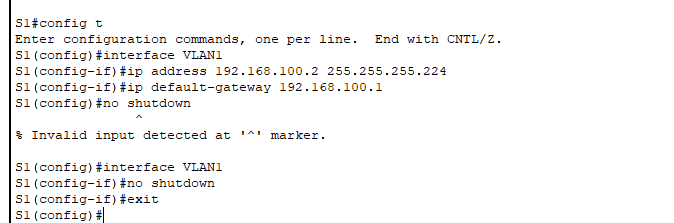 S1#config t
Enter configuration commands, one per line.  End with CNTL/Z.
S1(config)#interface VLAN1
S1(config-if)#ip address 192.168.100.2 255.255.255.224
S1(config-if)#ip default-gateway 192.168.100.1
S1(config)#no shutdown
                ^
% Invalid input detected at '^' marker.
S1(config)#interface VLAN1
S1(config-if)#no shutdown
S1(config-if)#exit
S1(config)#